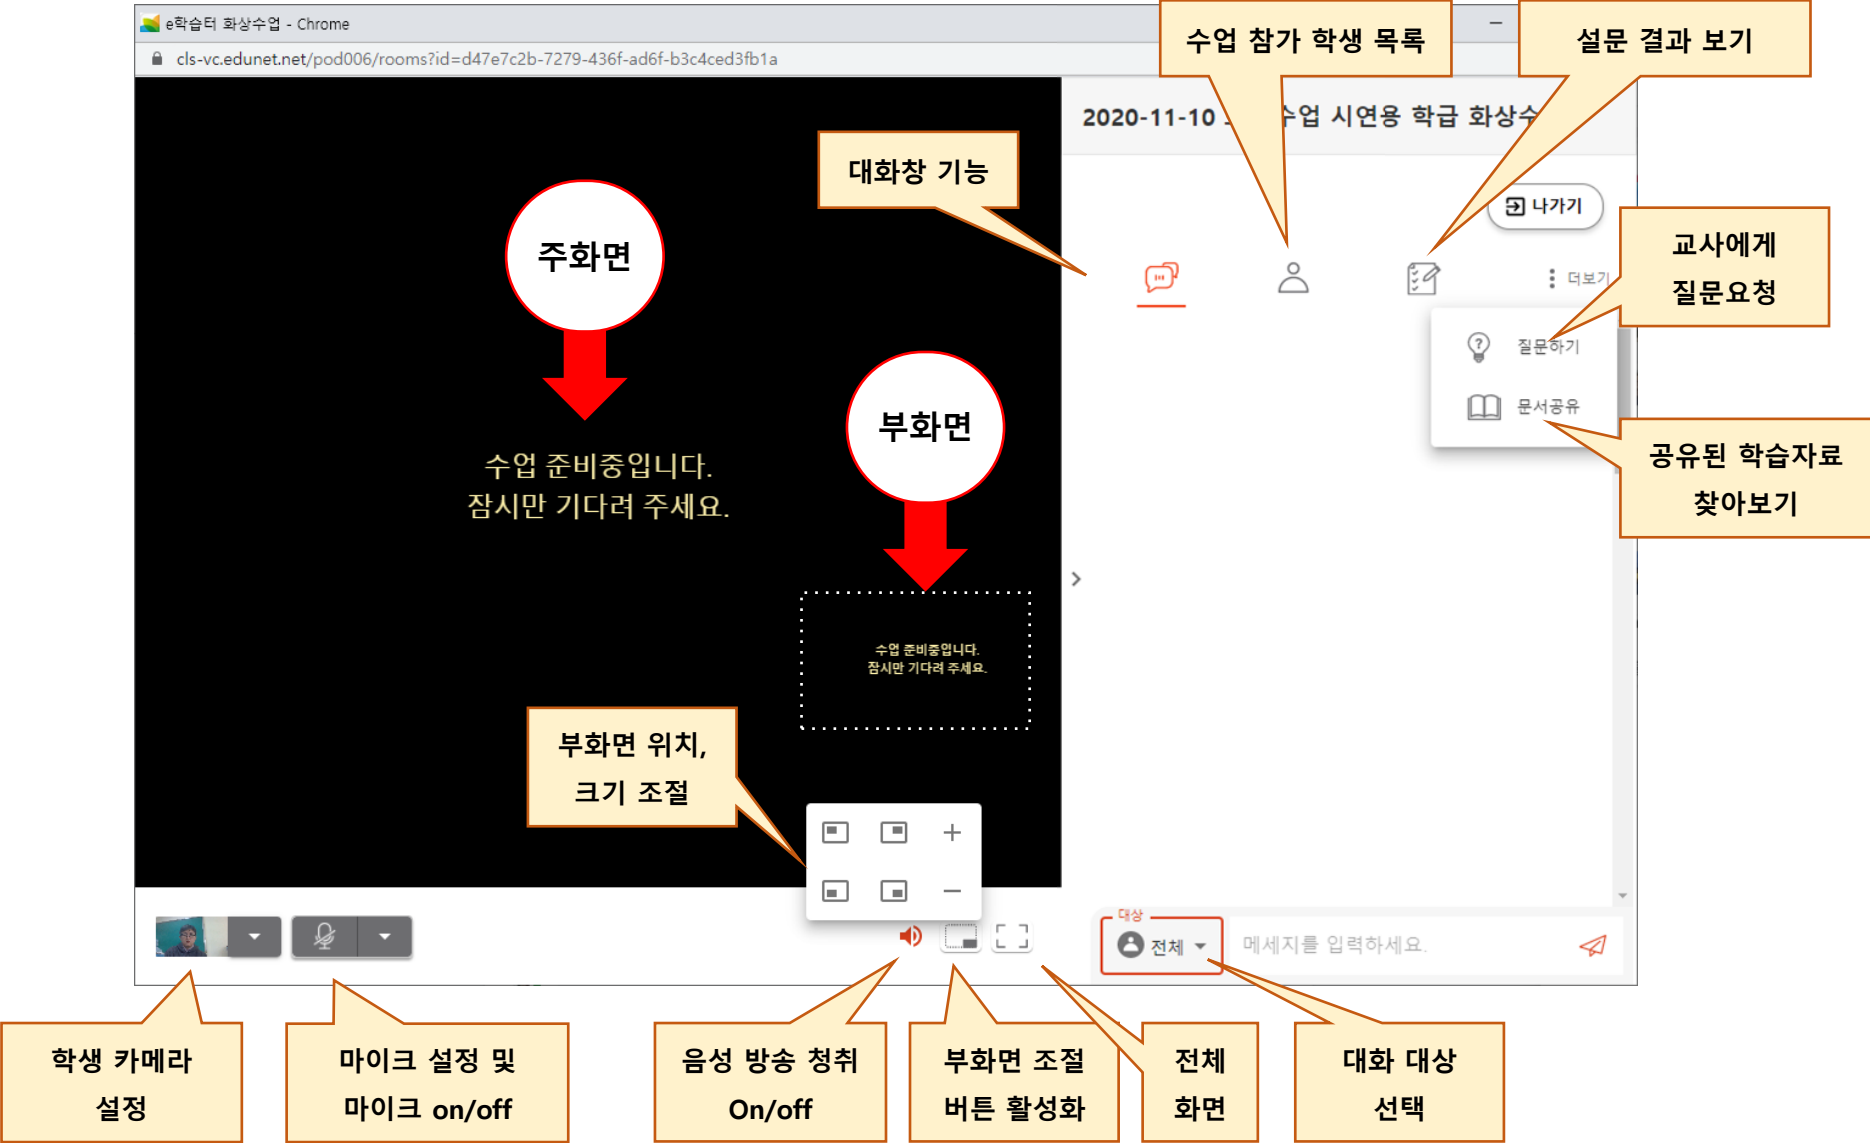 e학습터 화상수업 - Chrome
cls-vc.edunet.net/pod006/rooms?id=d47e7c2b-7279-436f-ad6f-b3c4ced3fb1a
수업 참가 학생 목록
설문 결과 보기
2020-11-10
수업 시연용 학급 화상수
대화창 기능
나가기
주화면
교사에게
질문요청
더보기
질문하기
문서공유
부화면
공유된 학습자료
찾아보기
수업 준비중입니다.
잠시만 기다려 주세요.
수업 준비중입니다.
잠시만 기다려 주세요.
부화면 위치,
크기 조절
대상
전체
메세지를 입력하세요.
학생 카메라
설정
마이크 설정 및
마이크 on/off
음성 방송 청취
On/off
부화면 조절
버튼 활성화
전체
화면
대화 대상
선택